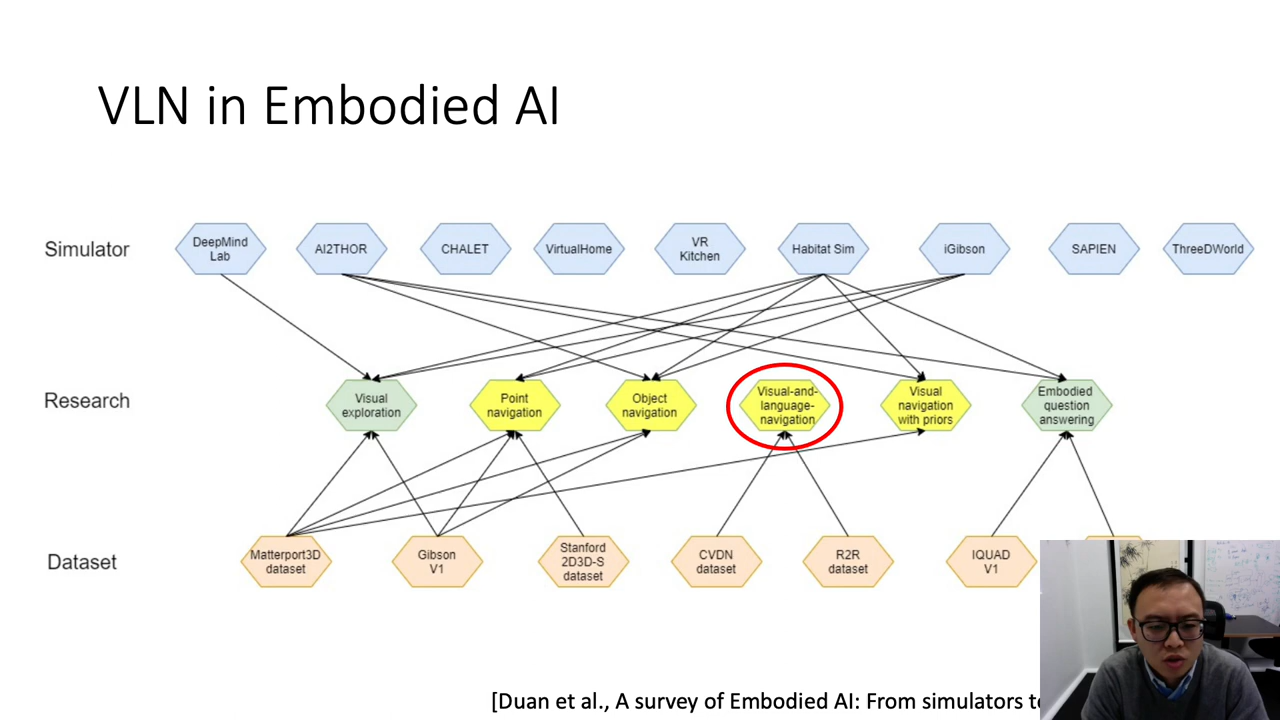 VLN in Embodied AI
Simulator
DeepMind
Lab
AI2THOR
CHALET
VirtualHome
VR
Kitchen
Habitat Sim
iGibson
SAPIEN
ThreeDWorld
Research
Visual
exploration
Point
navigation
Object
navigation
Visual-and-
language-
navigation
Visual
navigation
with priors
Embodied
question
answering
Dataset
Matterport3D
dataset
Gibson
V1
Stanford
2D3D-S
dataset
CVDN
dataset
R2R
dataset
IQUAD
V1
[Duan et al., A survey of Embodied AI: From simulators